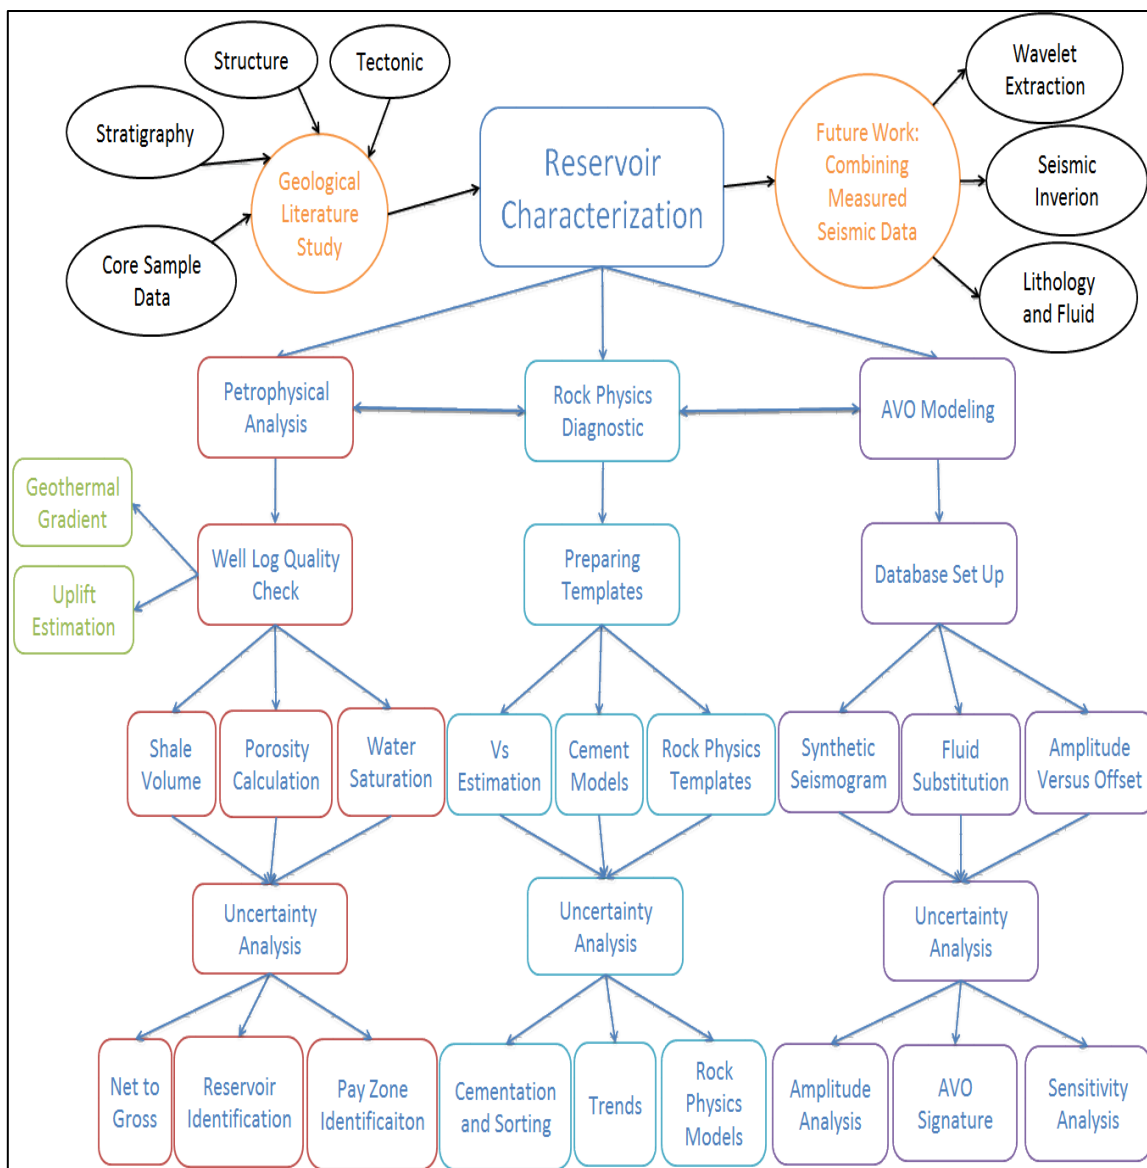 Structure
Tectonic
Stratigraphy
Core Sample
Data
Geological
Literature
Study
Reservoir
Characterization
Future Work:
Combining
Measured
Seismic Data
Wavelet
Extraction
Seismic
Inverion
Lithology
and Fluid
Petrophysical
Analysis
Rock Physics
Diagnostic
AVO Modeling
Geothermal
Gradient
Uplift
Estimation
Well Log Quality
Check
Preparing
Templates
Database Set Up
Shale
Volume
Porosity
Calculation
Water
Saturation
Vs
Estimation
Cement
Models
Rock Physics
Templates
Synthetic
Seismogram
Fluid
Substitution
Amplitude
Versus Offset
Uncertainty
Analysis
Uncertainty
Analysis
Uncertainty
Analysis
Net to
Gross
Reservoir
Identification
Pay Zone
Identificaiton
Cementation
and Sorting
Trends
Rock
Physics
Models
Amplitude
Analysis
AVO
Signature
Sensitivity
Analysis